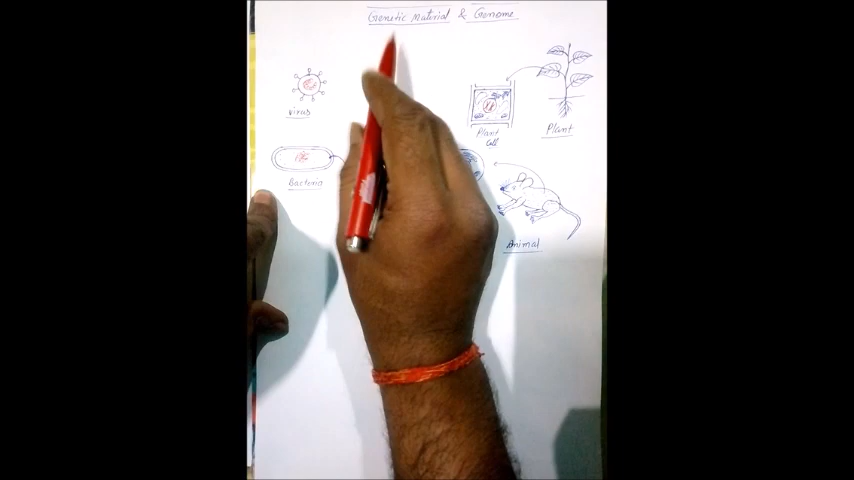 Genetic Material & Genome
Virus
Plant
Cell
Plant
Bacteria
Animal